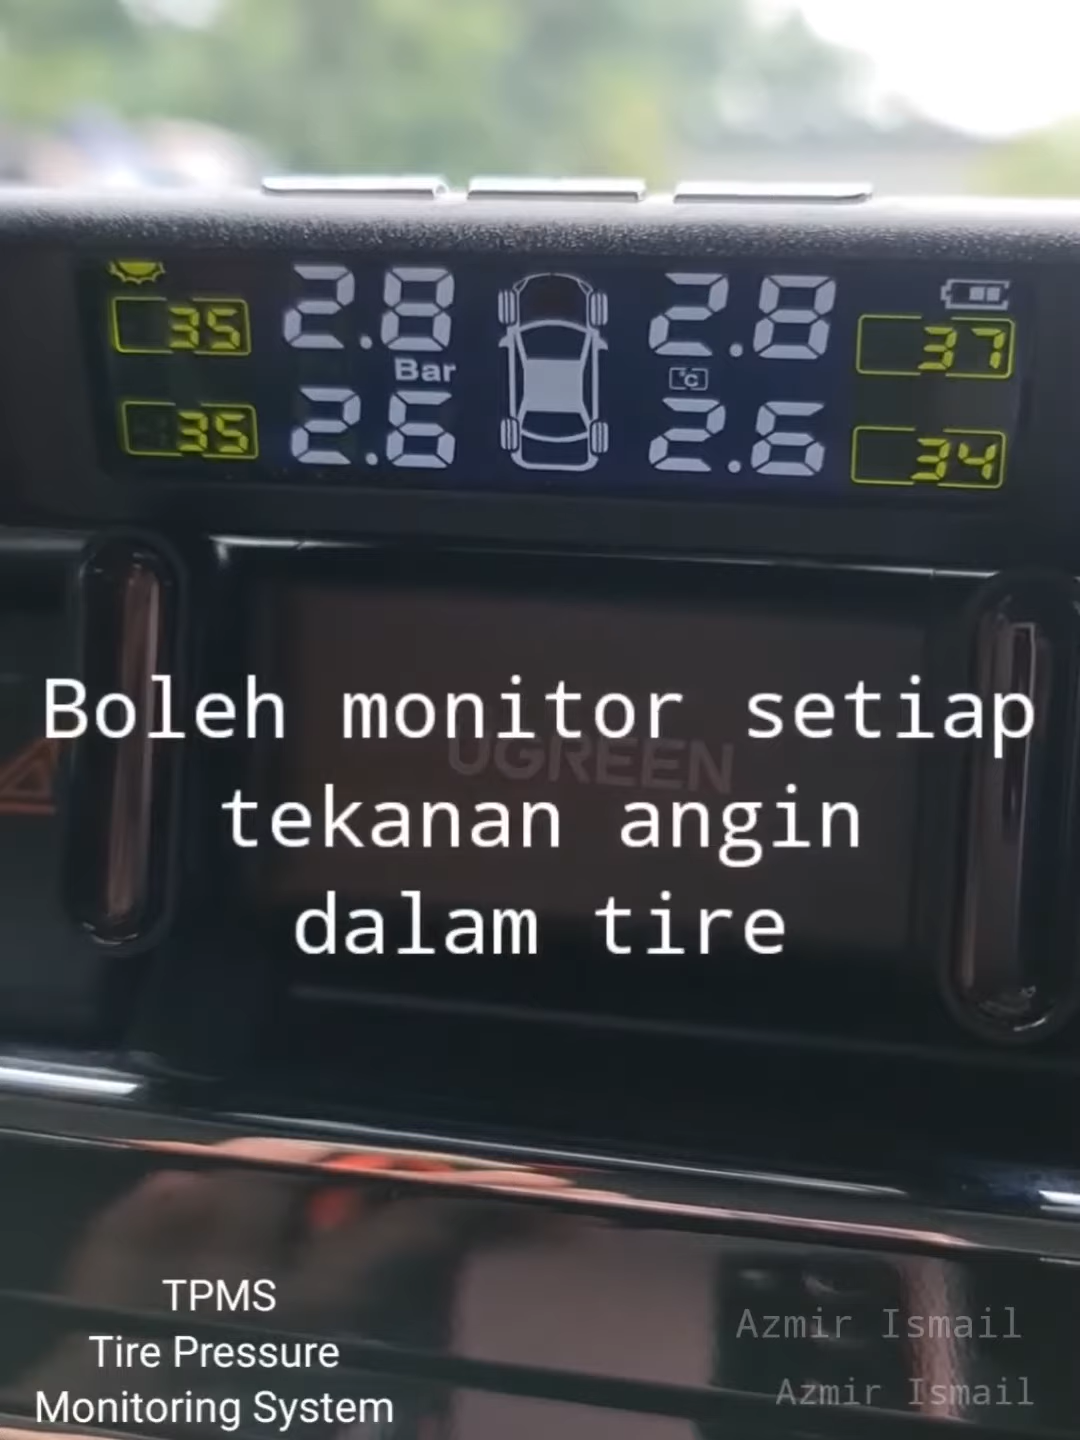 35 2.8 2.8 37
Bar °C
35 2.6 2.6 34
UGREEN
Boleh monitor setiap
tekanan angin
dalam tire
TPMS
Tire Pressure
Monitoring System
Azmir Ismail
Azmir Ismail